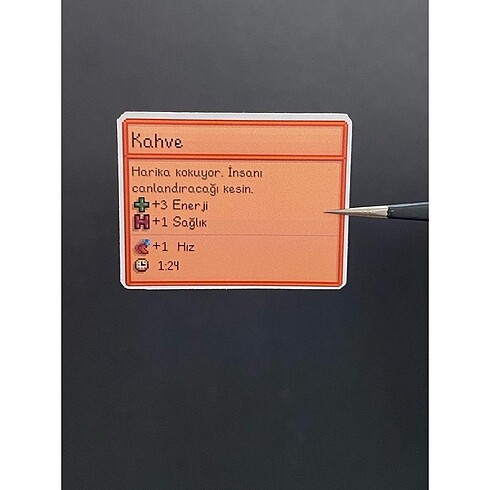 Kahve
Harika kokuyor. İnsanı
canlandıracağı kesin.
+3 Enerji
+1 Sağlık
+1 Hız
1:24